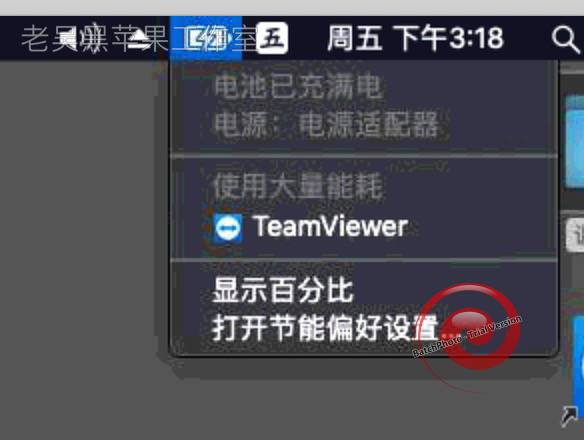 老吴黑苹果工作室
五 周五 下午3:18
电池已充满电
电源：电源适配器
使用大量能耗
TeamViewer
显示百分比
打开节能偏好设置...
BatchPhoto - Trial Version